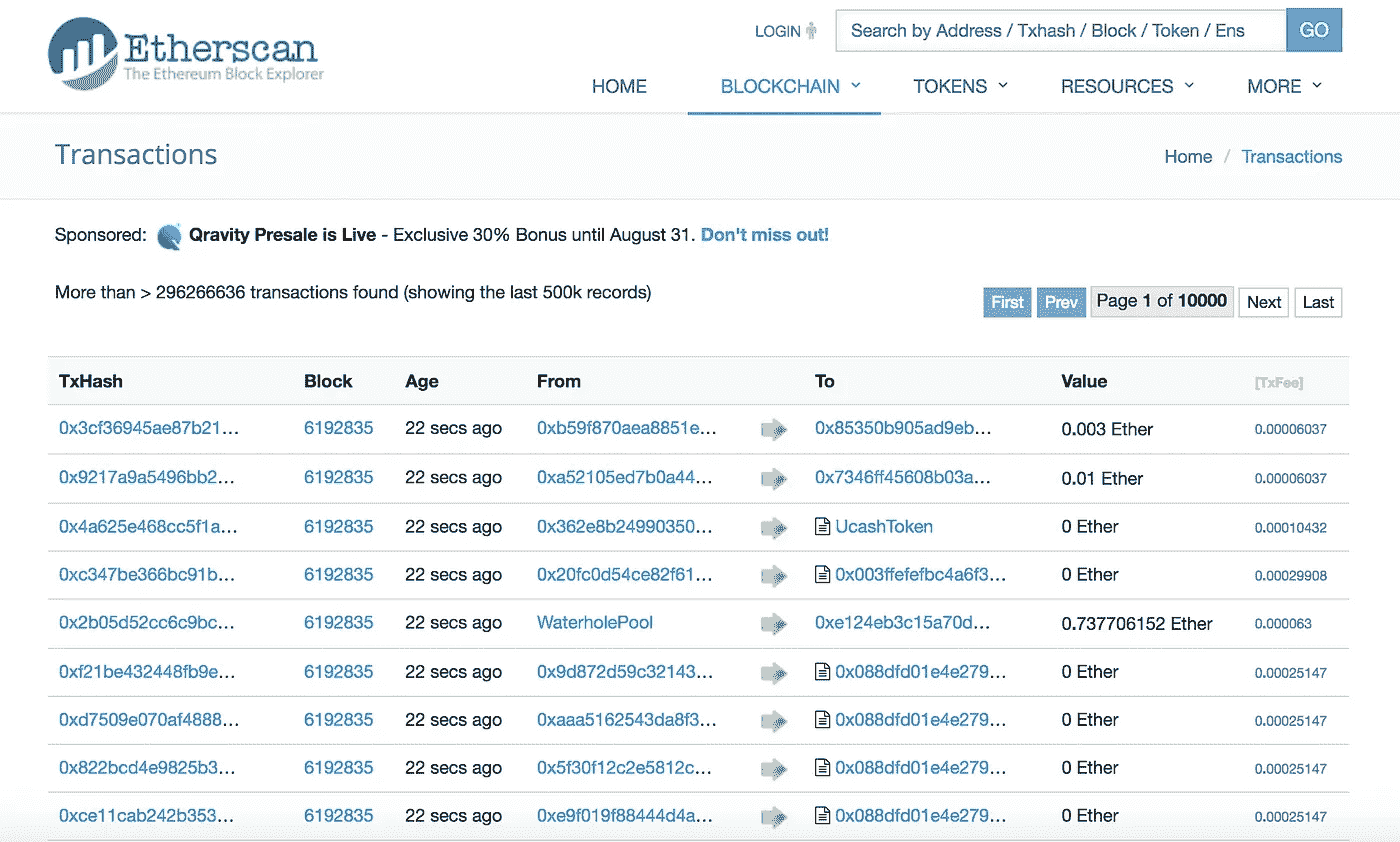 Etherscan
The Ethereum Block Explorer
LOGIN
Search by Address / Txhash / Block / Token / Ens
GO
HOME BLOCKCHAIN TOKENS RESOURCES MORE
Transactions
Home / Transactions
Sponsored: Qravity Presale is Live - Exclusive 30% Bonus until August 31. Don't miss out!
More than > 296266636 transactions found (showing the last 500k records)
First Prev Page 1 of 10000 Next Last
TxHash Block Age From To Value [TxFee]
0x3cf36945ae87b21... 6192835 22 secs ago 0xb59f870aea8851e... 0x85350b905ad9eb... 0.003 Ether 0.00006037
0x9217a9a5496bb2... 6192835 22 secs ago 0xa52105ed7b0a44... 0x7346ff45608b03a... 0.01 Ether 0.00006037
0x4a625e468cc5f1a... 6192835 22 secs ago 0x362e8b24990350... UcashToken 0 Ether 0.00010432
0xc347be366bc91b... 6192835 22 secs ago 0x20fc0d54ce82f61... 0x003ffefefbc4a6f3... 0 Ether 0.00029908
0x2b05d52cc6c9bc... 6192835 22 secs ago WaterholePool 0xe124eb3c15a70d... 0.737706152 Ether 0.000063
0xf21be432448fb9e... 6192835 22 secs ago 0x9d872d59c32143... 0x088dfd01e4e279... 0 Ether 0.00025147
0xd7509e070af4888... 6192835 22 secs ago 0xaaa5162543da8f3... 0x088dfd01e4e279... 0 Ether 0.00025147
0x822bcd4e9825b3... 6192835 22 secs ago 0x5f30f12c2e5812c... 0x088dfd01e4e279... 0 Ether 0.00025147
0xce11cab242b353... 6192835 22 secs ago 0xe9f019f88444d4a... 0x088dfd01e4e279... 0 Ether 0.00025147